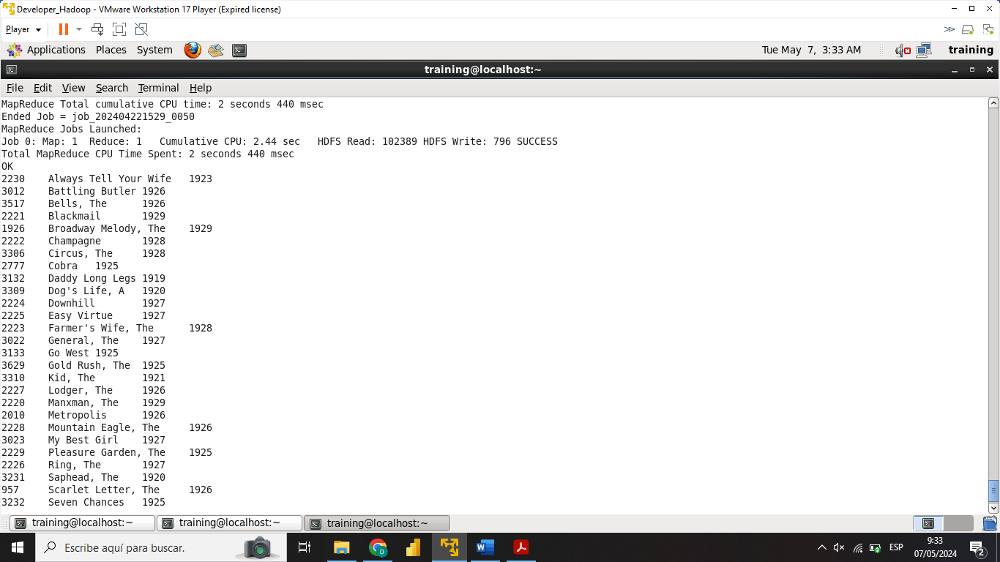 Developer_Hadoop - VMware Workstation 17 Player (Expired license)
Player
Applications Places System Tue May 7, 3:33 AM training
training@localhost:~
File Edit View Search Terminal Help
MapReduce Total cumulative CPU time: 2 seconds 440 msec
Ended Job = job_202404221529_0050
MapReduce Jobs Launched:
Job 0: Map: 1  Reduce: 1   Cumulative CPU: 2.44 sec   HDFS Read: 102389 HDFS Write: 796 SUCCESS
Total MapReduce CPU Time Spent: 2 seconds 440 msec
OK
2230	Always Tell Your Wife	1923
3012	Battling Butler	1926
3517	Bells, The	1926
2221	Blackmail	1929
1926	Broadway Melody, The	1929
2222	Champagne	1928
3306	Circus, The	1928
2777	Cobra	1925
3132	Daddy Long Legs	1919
3309	Dog's Life, A	1920
2224	Downhill	1927
2225	Easy Virtue	1927
2223	Farmer's Wife, The	1928
3022	General, The	1927
3133	Go West	1925
3629	Gold Rush, The	1925
3310	Kid, The	1921
2227	Lodger, The	1926
2220	Manxman, The	1929
2010	Metropolis	1926
2228	Mountain Eagle, The	1926
3023	My Best Girl	1927
2229	Pleasure Garden, The	1925
2226	Ring, The	1927
3231	Saphead, The	1920
957	Scarlet Letter, The	1926
3232	Seven Chances	1925
training@localhost:~ training@localhost:~ training@localhost:~
Escribe aquí para buscar. ESP 9:33
07/05/2024 2